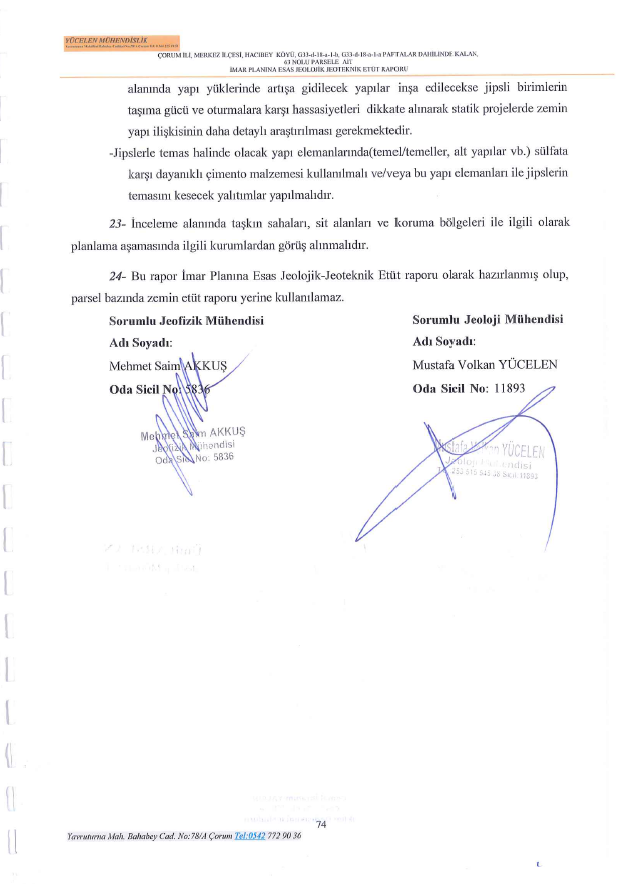 YÜCELEN MÜHENDİSLİK
ÇORUM İLİ, MERKEZ İLÇESİ, HACIBEY KÖYÜ, G33-d-18-a-1-b, G33-d-18-a-1-a PAFTALAR DAHİLİNDE KALAN,
63 NOLU PARSELE AİT
İMAR PLANINA ESAS JEOLOJİK JEOTEKNİK ETÜT RAPORU
alanında yapı yüklerinde artışa gidilecek yapılar inşa edilecekse jipsli birimlerin
taşıma gücü ve oturmalara karşı hassasiyetleri dikkate alınarak statik projelerde zemin
yapı ilişkisinin daha detaylı araştırılması gerekmektedir.
-Jipslerle temas halinde olacak yapı elemanlarında(temel/temeller, alt yapılar vb.) sülfata
karşı dayanıklı çimento malzemesi kullanılmalı ve/veya bu yapı elemanları ile jipslerin
temasını kesecek yalıtımlar yapılmalıdır.
23- İnceleme alanında taşkın sahaları, sit alanları ve koruma bölgeleri ile ilgili olarak
planlama aşamasında ilgili kurumlardan görüş alınmalıdır.
24- Bu rapor İmar Planına Esas Jeolojik-Jeoteknik Etüt raporu olarak hazırlanmış olup,
parsel bazında zemin etüt raporu yerine kullanılamaz.
Sorumlu Jeofizik Mühendisi
Adı Soyadı:
Mehmet Saim AKKUŞ
Oda Sicil No: 5836
Mehmet Saim AKKUŞ
Jeofizik Mühendisi
Oda Sicil No: 5836
Sorumlu Jeoloji Mühendisi
Adı Soyadı:
Mustafa Volkan YÜCELEN
Oda Sicil No: 11893
Mustafa Volkan YÜCELEN
Jeoloji Mühendisi
Sicil 11893
74
Yavruturna Mah. Bahabey Cad. No:78/A Çorum Tel:0542 772 90 36